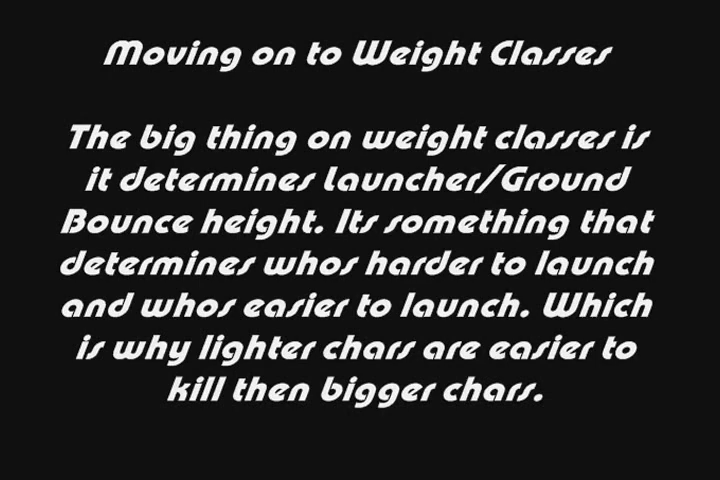 Moving on to Weight Classes
The big thing on weight classes is
it determines Launcher/Ground
Bounce height. Its something that
determines whos harder to launch
and whos easier to launch. Which
is why lighter chars are easier to
kill then bigger chars.